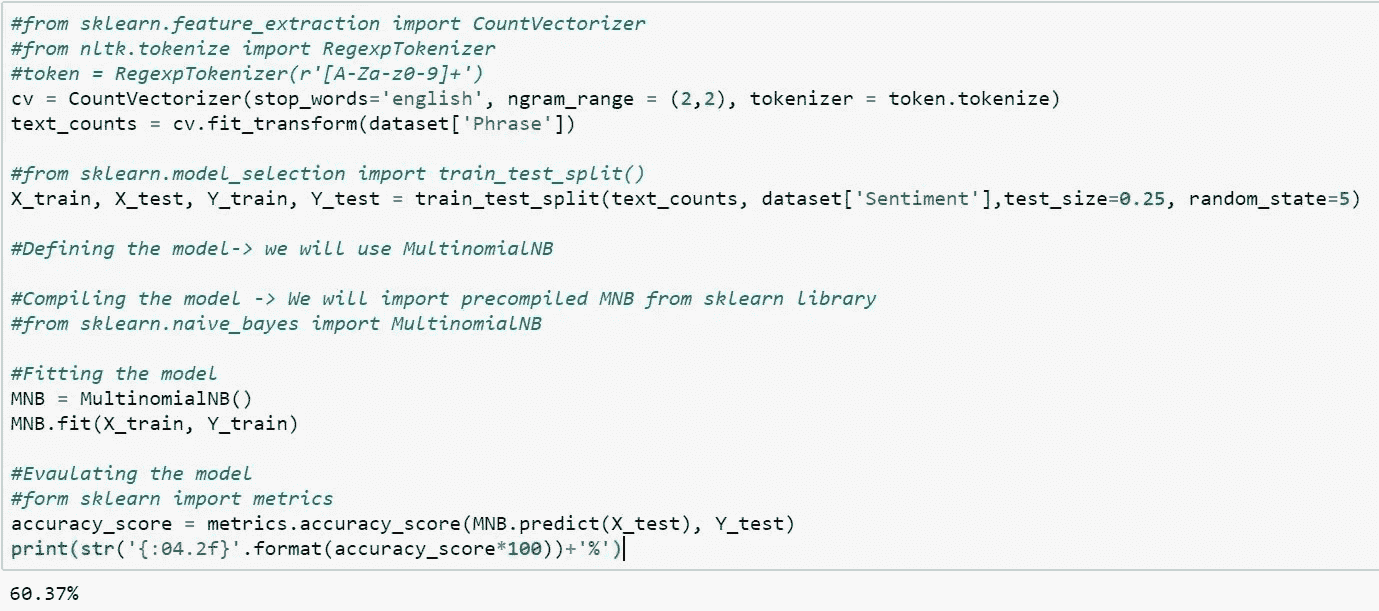 #from sklearn.feature_extraction import CountVectorizer
#from nltk.tokenize import RegexpTokenizer
#token = RegexpTokenizer(r'[A-Za-z0-9]+')
cv = CountVectorizer(stop_words='english', ngram_range = (2,2), tokenizer = token.tokenize)
text_counts = cv.fit_transform(dataset['Phrase'])
#from sklearn.model_selection import train_test_split()
X_train, X_test, Y_train, Y_test = train_test_split(text_counts, dataset['Sentiment'],test_size=0.25, random_state=5)
#Defining the model-> we will use MultinomialNB
#Compiling the model -> We will import precompiled MNB from sklearn library
#from sklearn.naive_bayes import MultinomialNB
#Fitting the model
MNB = MultinomialNB()
MNB.fit(X_train, Y_train)
#Evaulating the model
#form sklearn import metrics
accuracy_score = metrics.accuracy_score(MNB.predict(X_test), Y_test)
print(str('{:04.2f}'.format(accuracy_score*100))+'%')
60.37%